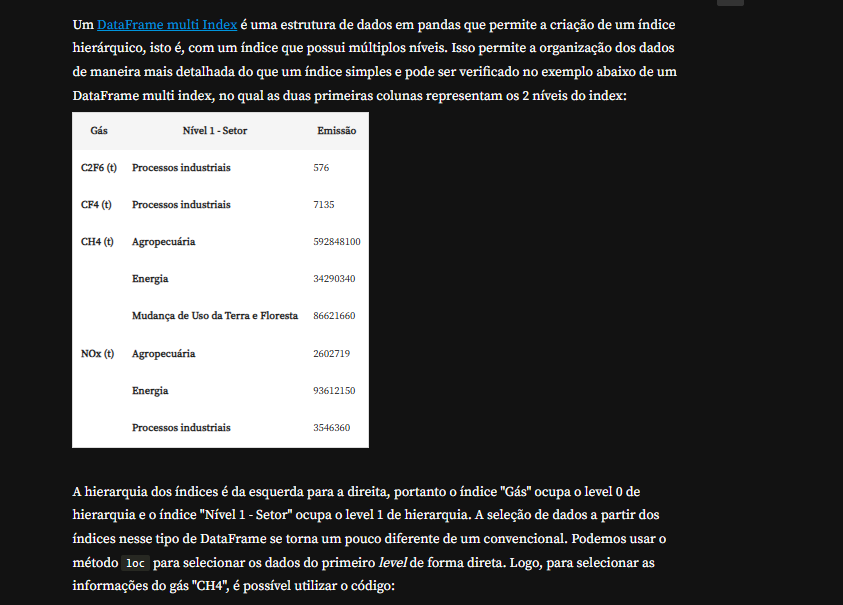 Um DataFrame multi Index é uma estrutura de dados em pandas que permite a criação de um índice
hierárquico, isto é, com um índice que possui múltiplos níveis. Isso permite a organização dos dados
de maneira mais detalhada do que um índice simples e pode ser verificado no exemplo abaixo de um
DataFrame multi index, no qual as duas primeiras colunas representam os 2 níveis do index:
Gás Nível 1 - Setor Emissão
C2F6 (t) Processos industriais 576
CF4 (t) Processos industriais 7135
CH4 (t) Agropecuária 592848100
Energia 34290340
Mudança de Uso da Terra e Floresta 86621660
NOx (t) Agropecuária 2602719
Energia 93612150
Processos industriais 3546360
A hierarquia dos índices é da esquerda para a direita, portanto o índice "Gás" ocupa o level 0 de
hierarquia e o índice "Nível 1 - Setor" ocupa o level 1 de hierarquia. A seleção de dados a partir dos
índices nesse tipo de DataFrame se torna um pouco diferente de um convencional. Podemos usar o
método loc para selecionar os dados do primeiro level de forma direta. Logo, para selecionar as
informações do gás "CH4", é possível utilizar o código: